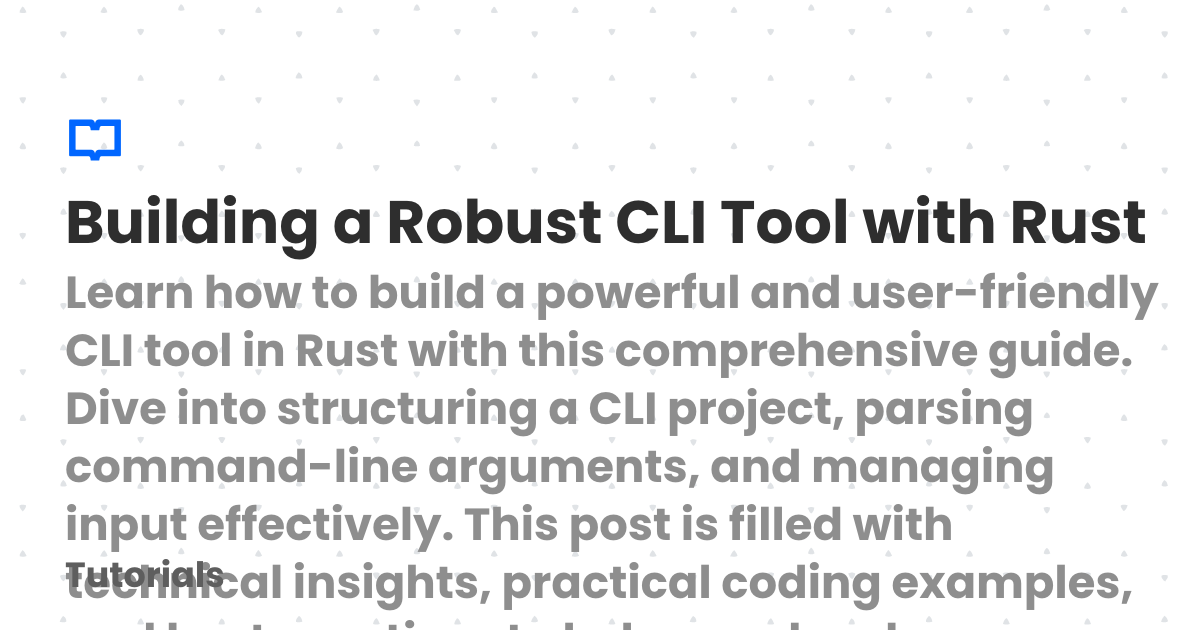 Building a Robust CLI Tool with Rust
Learn how to build a powerful and user-friendly
CLI tool in Rust with this comprehensive guide.
Dive into structuring a CLI project, parsing
command-line arguments, and managing
input effectively. This post is filled with
Tutorials
technical insights, practical coding examples,